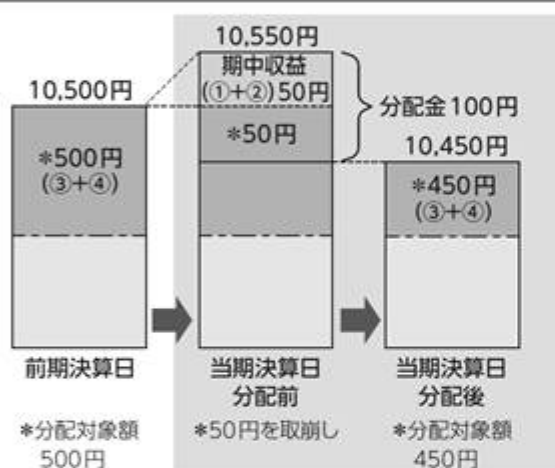 10,500円
*500円
(③+④)
前期決算日
*分配対象額
500円
10,550円
期中収益
(①+②)50円
*50円
分配金100円
当期決算日
分配前
*50円を取崩し
10,450円
*450円
(③+④)
当期決算日
分配後
*分配対象額
450円